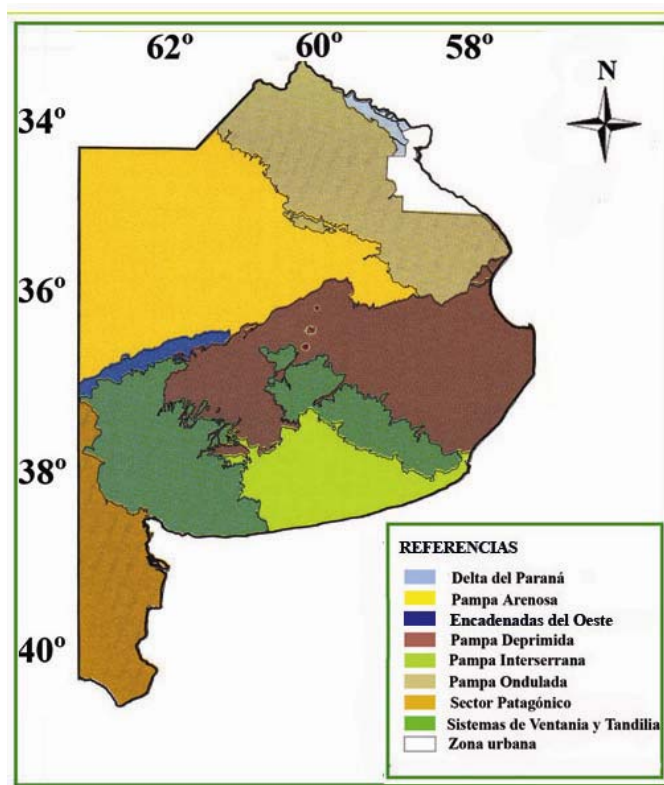 62º 60º 58º
N
34º
36º
38º
40º
REFERENCIAS
Delta del Paraná
Pampa Arenosa
Encadenadas del Oeste
Pampa Deprimida
Pampa Interserrana
Pampa Ondulada
Sector Patagónico
Sistemas de Ventania y Tandilia
Zona urbana